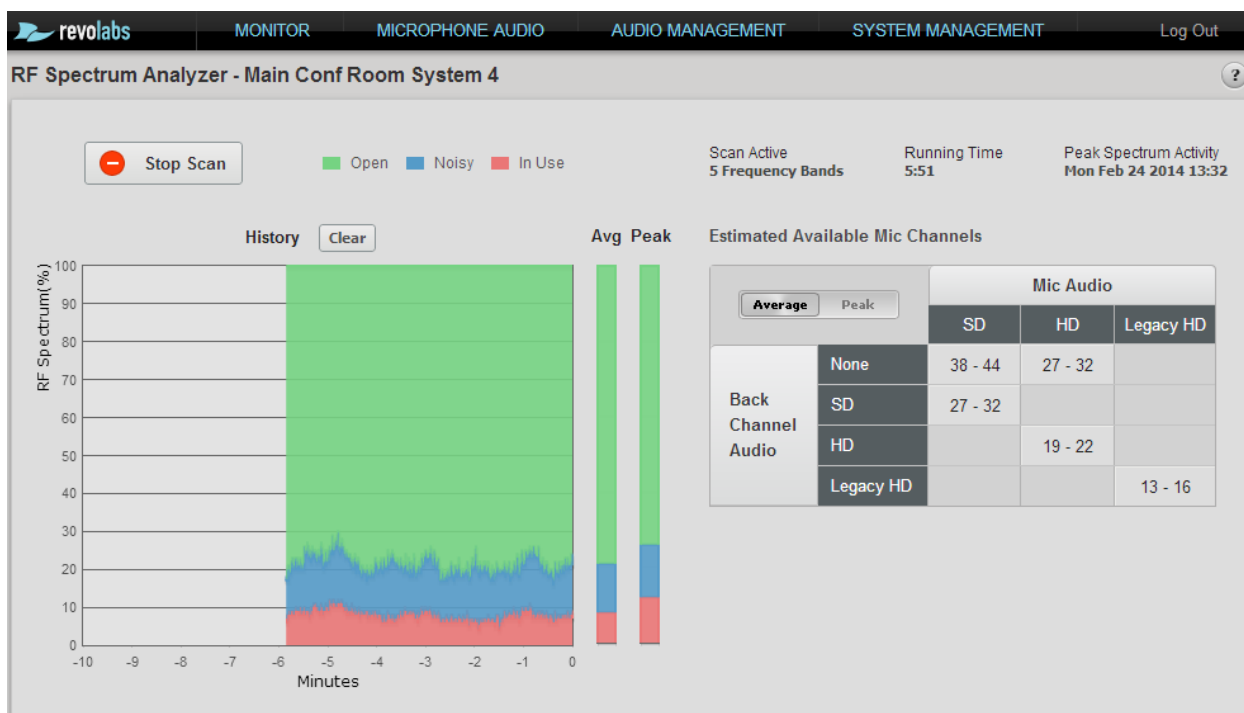 revolabs MONITOR MICROPHONE AUDIO AUDIO MANAGEMENT SYSTEM MANAGEMENT Log Out
RF Spectrum Analyzer - Main Conf Room System 4 ?
Stop Scan
Open Noisy In Use
Scan Active
5 Frequency Bands
Running Time
5:51
Peak Spectrum Activity
Mon Feb 24 2014 13:32
History Clear
Avg Peak
RF Spectrum(%)
100
90
80
70
60
50
40
30
20
10
0
-10 -9 -8 -7 -6 -5 -4 -3 -2 -1 0
Minutes
Estimated Available Mic Channels
Average Peak
Mic Audio
SD HD Legacy HD
Back
Channel
Audio
None 38 - 44 27 - 32
SD 27 - 32
HD 19 - 22
Legacy HD 13 - 16